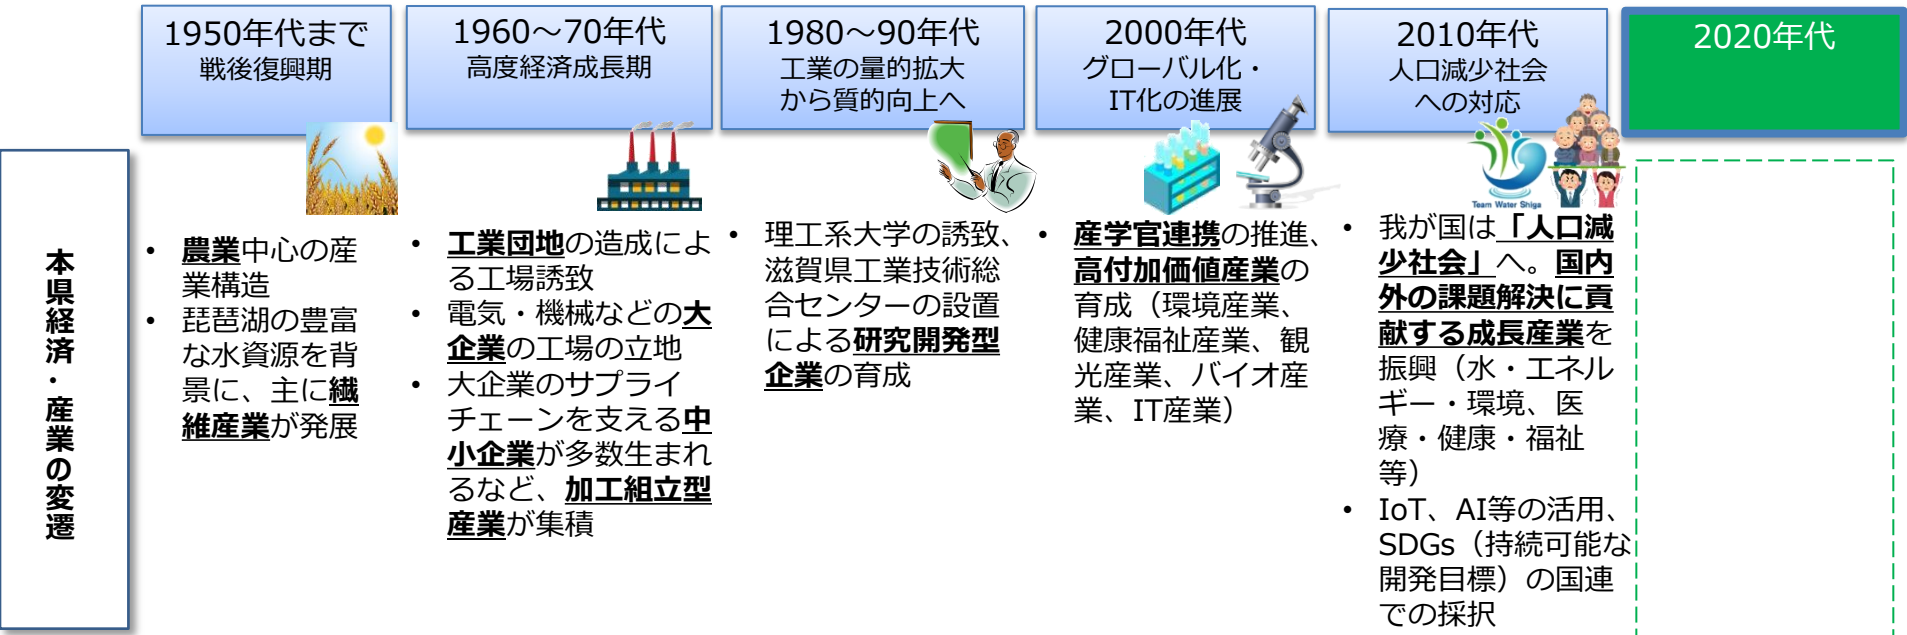 1950年代まで
戦後復興期
1960～70年代
高度経済成長期
1980～90年代
工業の量的拡大
から質的向上へ
2000年代
グローバル化・
IT化の進展
2010年代
人口減少社会
への対応
2020年代
Team Water Shiga
本県経済・産業の変遷
• 農業中心の産
業構造
• 琵琶湖の豊富
な水資源を背
景に、主に繊
維産業が発展
• 工業団地の造成によ
る工場誘致
• 電気・機械などの大
企業の工場の立地
• 大企業のサプライ
チェーンを支える中
小企業が多数生まれ
るなど、加工組立型
産業が集積
• 理工系大学の誘致、
滋賀県工業技術総
合センターの設置
による研究開発型
企業の育成
• 産学官連携の推進、
高付加価値産業の
育成（環境産業、
健康福祉産業、観
光産業、バイオ産
業、IT産業）
• 我が国は「人口減
少社会」へ。国内
外の課題解決に貢
献する成長産業を
振興（水・エネル
ギー・環境、医
療・健康・福祉
等）
• IoT、AI等の活用、
SDGs（持続可能な
開発目標）の国連
での採択